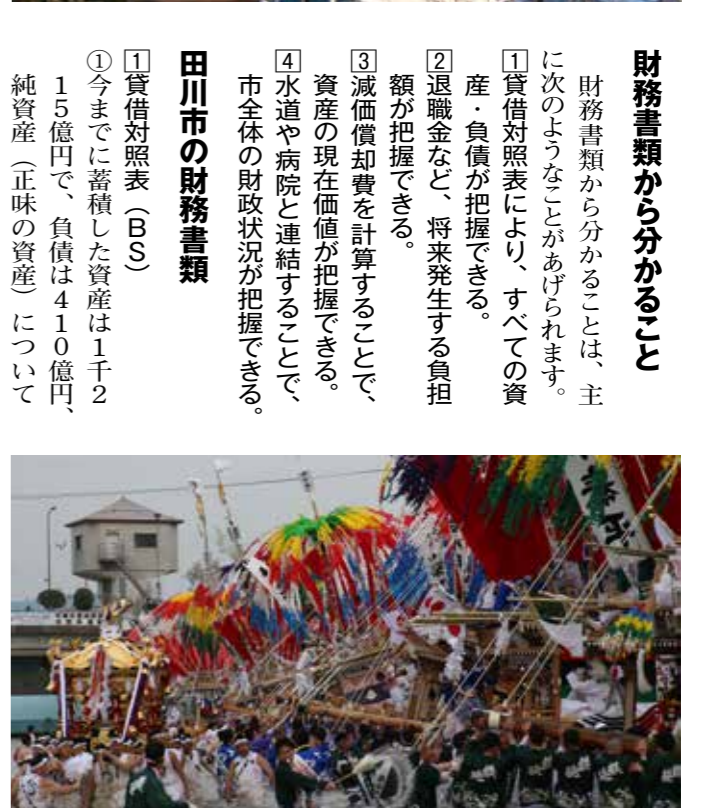 財務書類から分かること
財務書類から分かることは、主
に次のようなことがあげられます。
1貸借対照表により、すべての資
産・負債が把握できる。
2退職金など、将来発生する負担
額が把握できる。
3減価償却費を計算することで、
資産の現在価値が把握できる。
4水道や病院と連結することで、
市全体の財政状況が把握できる。
田川市の財務書類
1貸借対照表（ＢＳ）
①今までに蓄積した資産は１千２
１５億円で、負債は４１０億円、
純資産（正味の資産）について